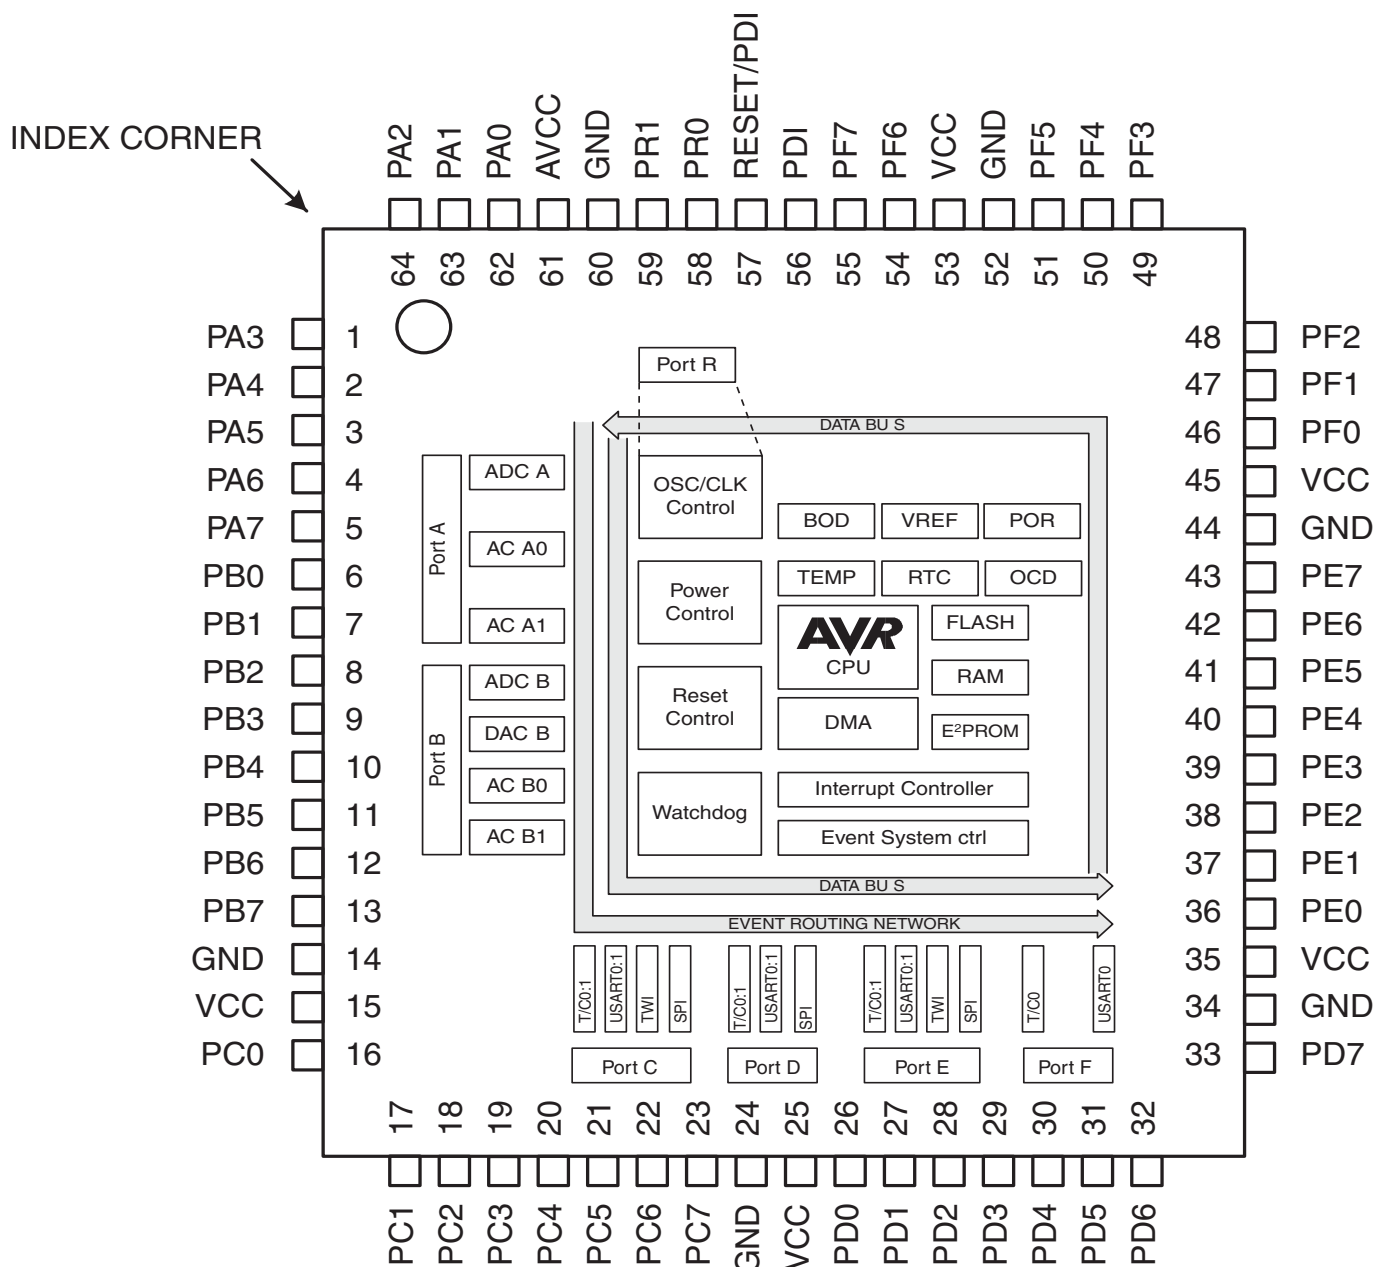 INDEX CORNER
PA2
PA1
PA0
AVCC
GND
PR1
PR0
RESET/PDI
PDI
PF7
PF6
VCC
GND
PF5
PF4
PF3
64
63
62
61
60
59
58
57
56
55
54
53
52
51
50
49
PA3 1
PA4 2
PA5 3
PA6 4
PA7 5
PB0 6
PB1 7
PB2 8
PB3 9
PB4 10
PB5 11
PB6 12
PB7 13
GND 14
VCC 15
PC0 16
48 PF2
47 PF1
46 PF0
45 VCC
44 GND
43 PE7
42 PE6
41 PE5
40 PE4
39 PE3
38 PE2
37 PE1
36 PE0
35 VCC
34 GND
33 PD7
Port R
DATA BU S
Port A
ADC A
AC A0
AC A1
Port B
ADC B
DAC B
AC B0
AC B1
OSC/CLK
Control
Power
Control
Reset
Control
Watchdog
BOD
VREF
POR
TEMP
RTC
OCD
AVR
CPU
FLASH
RAM
DMA
E²PROM
Interrupt Controller
Event System ctrl
DATA BU S
EVENT ROUTING NETWORK
T/C0:1
USART0:1
TWI
SPI
T/C0:1
USART0:1
SPI
T/C0:1
USART0:1
TWI
SPI
T/C0
USART0
Port C
Port D
Port E
Port F
17
18
19
20
21
22
23
24
25
26
27
28
29
30
31
32
PC1
PC2
PC3
PC4
PC5
PC6
PC7
GND
VCC
PD0
PD1
PD2
PD3
PD4
PD5
PD6